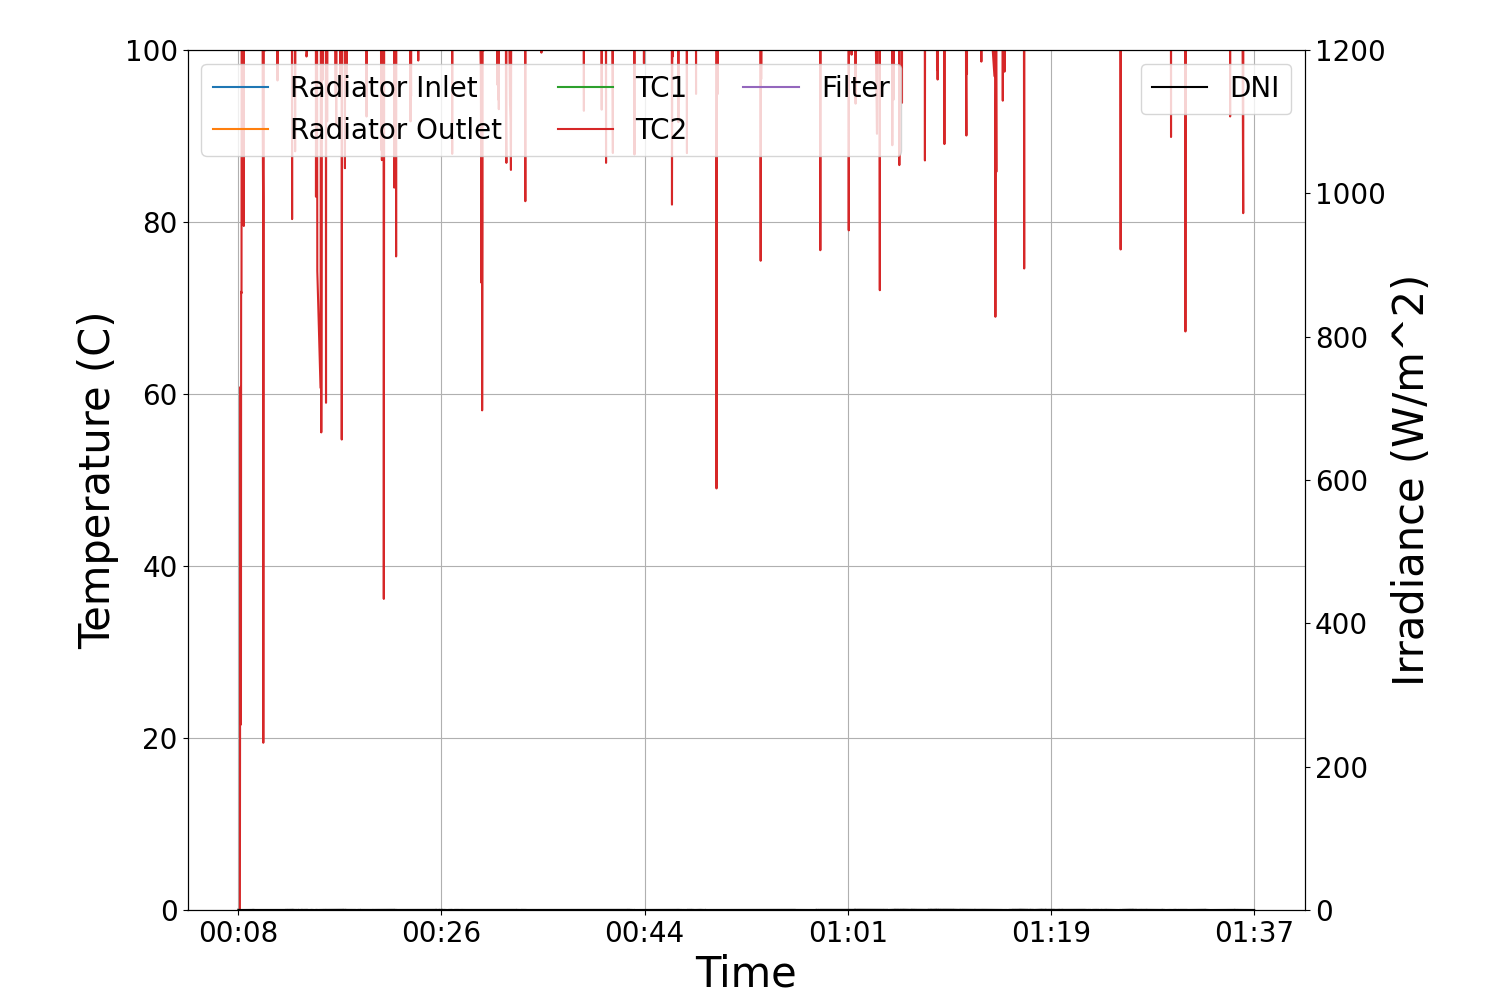 Radiator Inlet
Radiator Outlet
TC1
TC2
Filter
DNI
100
80
60
40
20
0
Temperature (C)
1200
1000
800
600
400
200
0
Irradiance (W/m^2)
00:08 00:26 00:44 01:01 01:19 01:37
Time